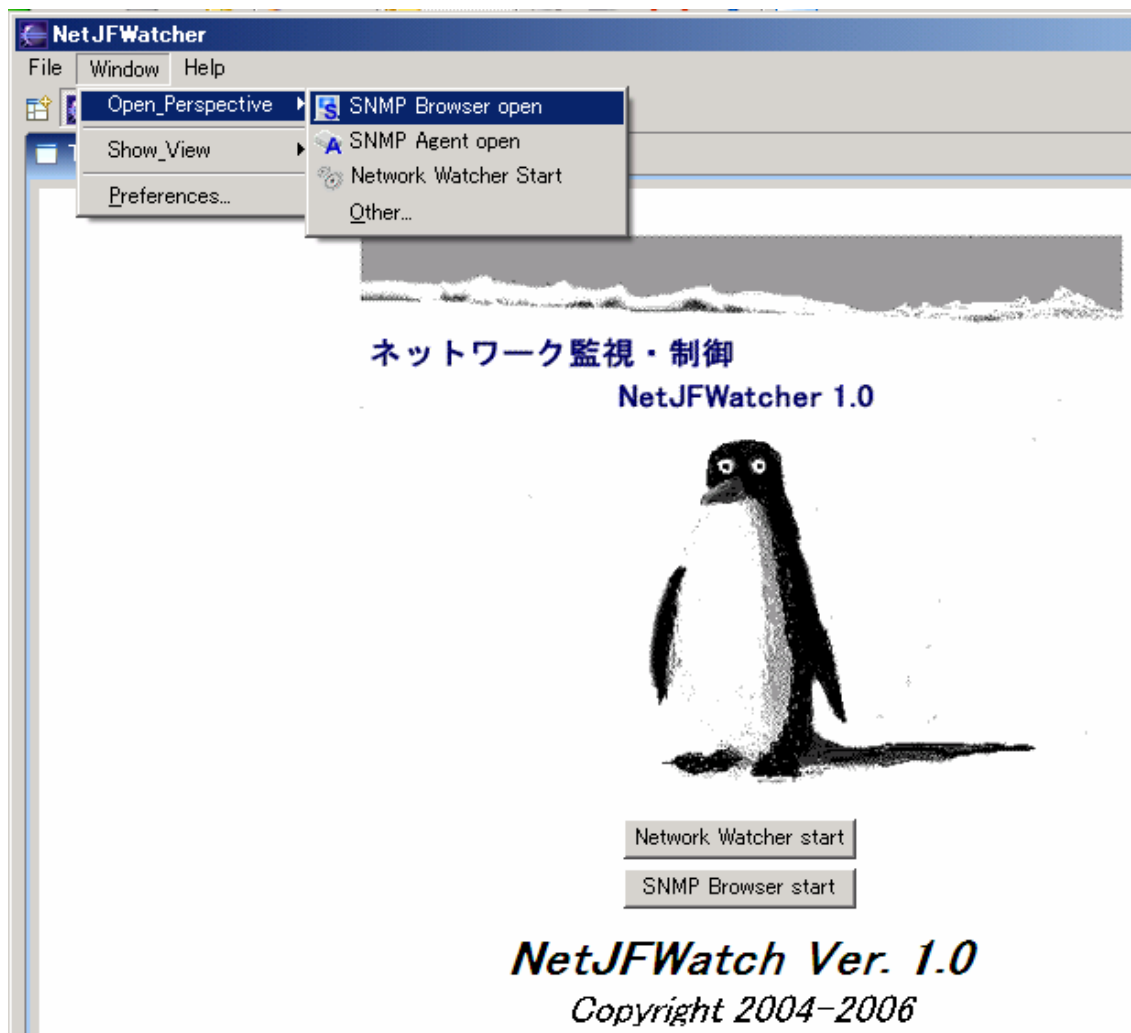 NetJFWatcher
File Window Help
Open_Perspective
Show_View
Preferences...
SNMP Browser open
SNMP Agent open
Network Watcher Start
Other...
ネットワーク監視・制御
NetJFWatcher 1.0
Network Watcher start
SNMP Browser start
NetJFWatch Ver. 1.0
Copyright 2004-2006